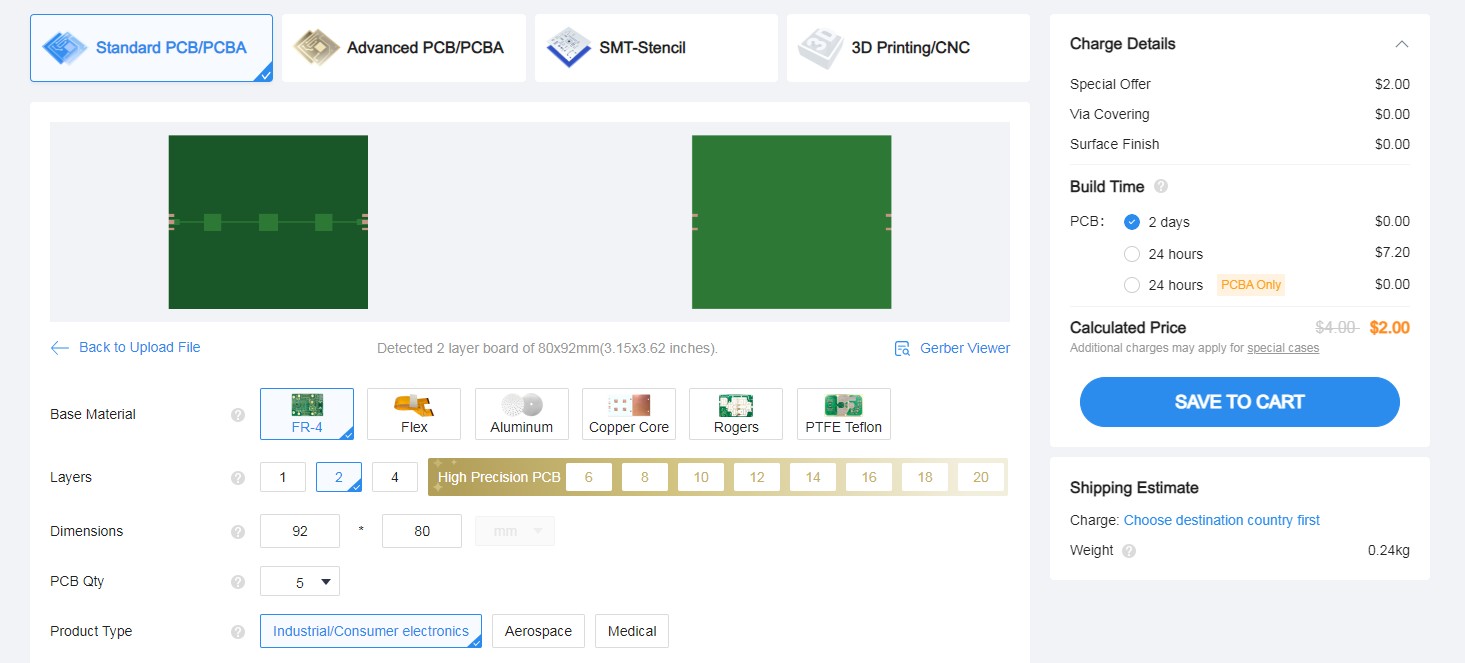 Standard PCB/PCBA
Advanced PCB/PCBA
SMT-Stencil
3D Printing/CNC
Back to Upload File
Detected 2 layer board of 80x92mm(3.15x3.62 inches).
Gerber Viewer
Base Material ?
FR-4
Flex
Aluminum
Copper Core
Rogers
PTFE Teflon
Layers ? 1 2 4 High Precision PCB 6 8 10 12 14 16 18 20
Dimensions ? 92 * 80 mm
PCB Qty ? 5
Product Type ? Industrial/Consumer electronics Aerospace Medical
Charge Details
Special Offer $2.00
Via Covering $0.00
Surface Finish $0.00
Build Time ?
PCB: 2 days $0.00
24 hours $7.20
24 hours PCBA Only $0.00
Calculated Price $4.00 $2.00
Additional charges may apply for special cases
SAVE TO CART
Shipping Estimate
Charge: Choose destination country first
Weight ? 0.24kg